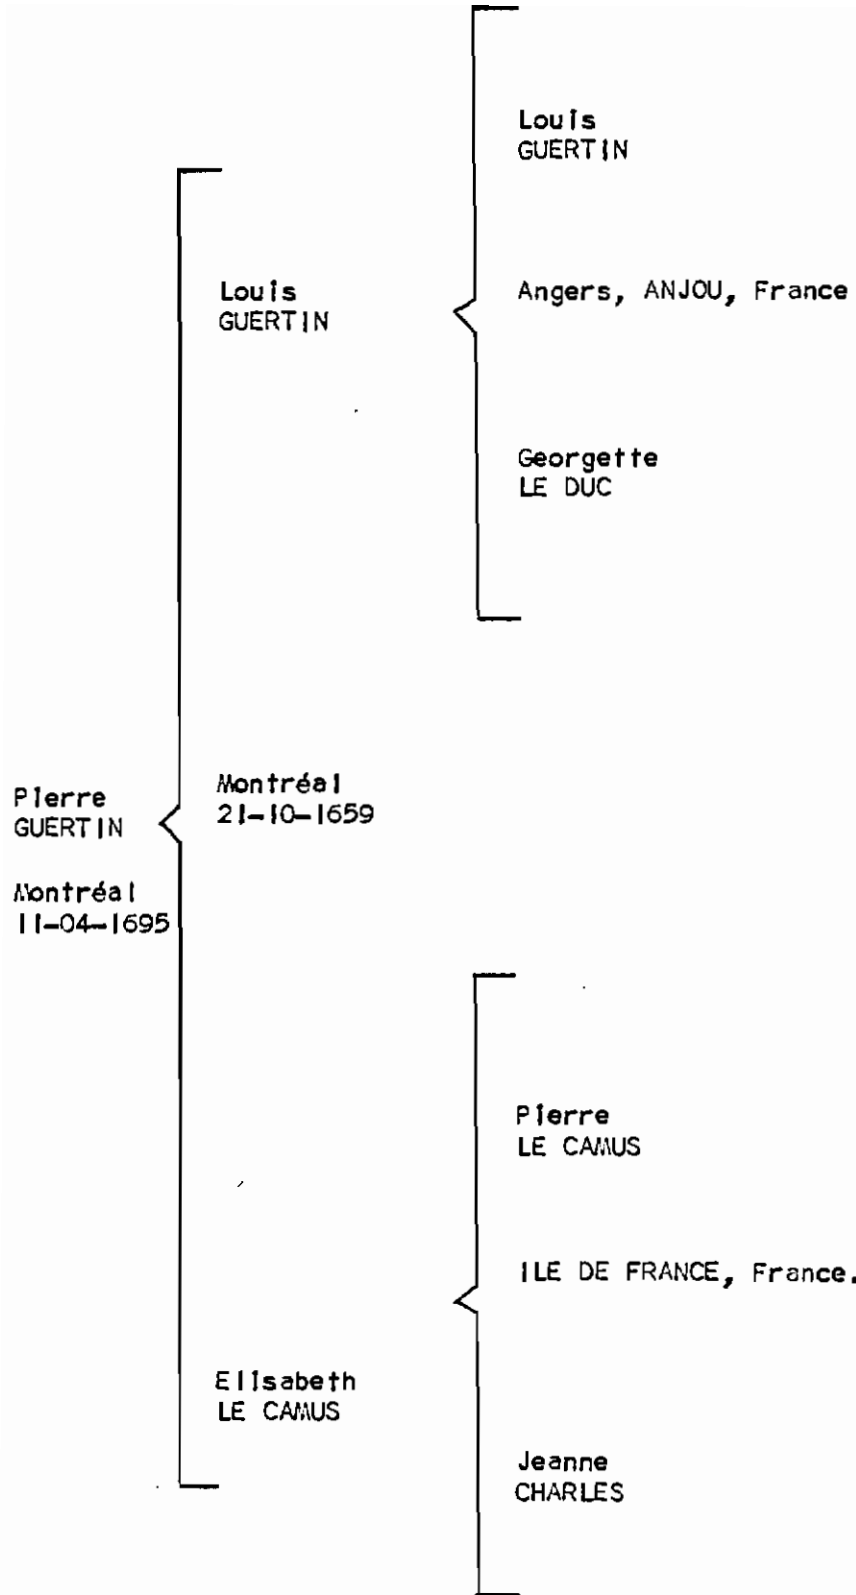 Louis
GUERTIN
Louis
GUERTIN
Angers, ANJOU, France
Georgette
LE DUC
Pierre
GUERTIN
Montréal
11-04-1695
Montréal
21-10-1659
Pierre
LE CAMUS
ILE DE FRANCE, France.
Elisabeth
LE CAMUS
Jeanne
CHARLES